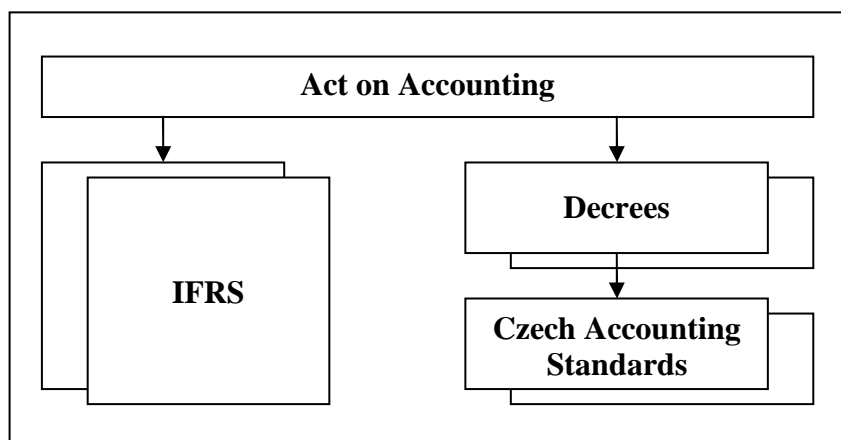 Act on Accounting
Decrees
IFRS
Czech Accounting
Standards